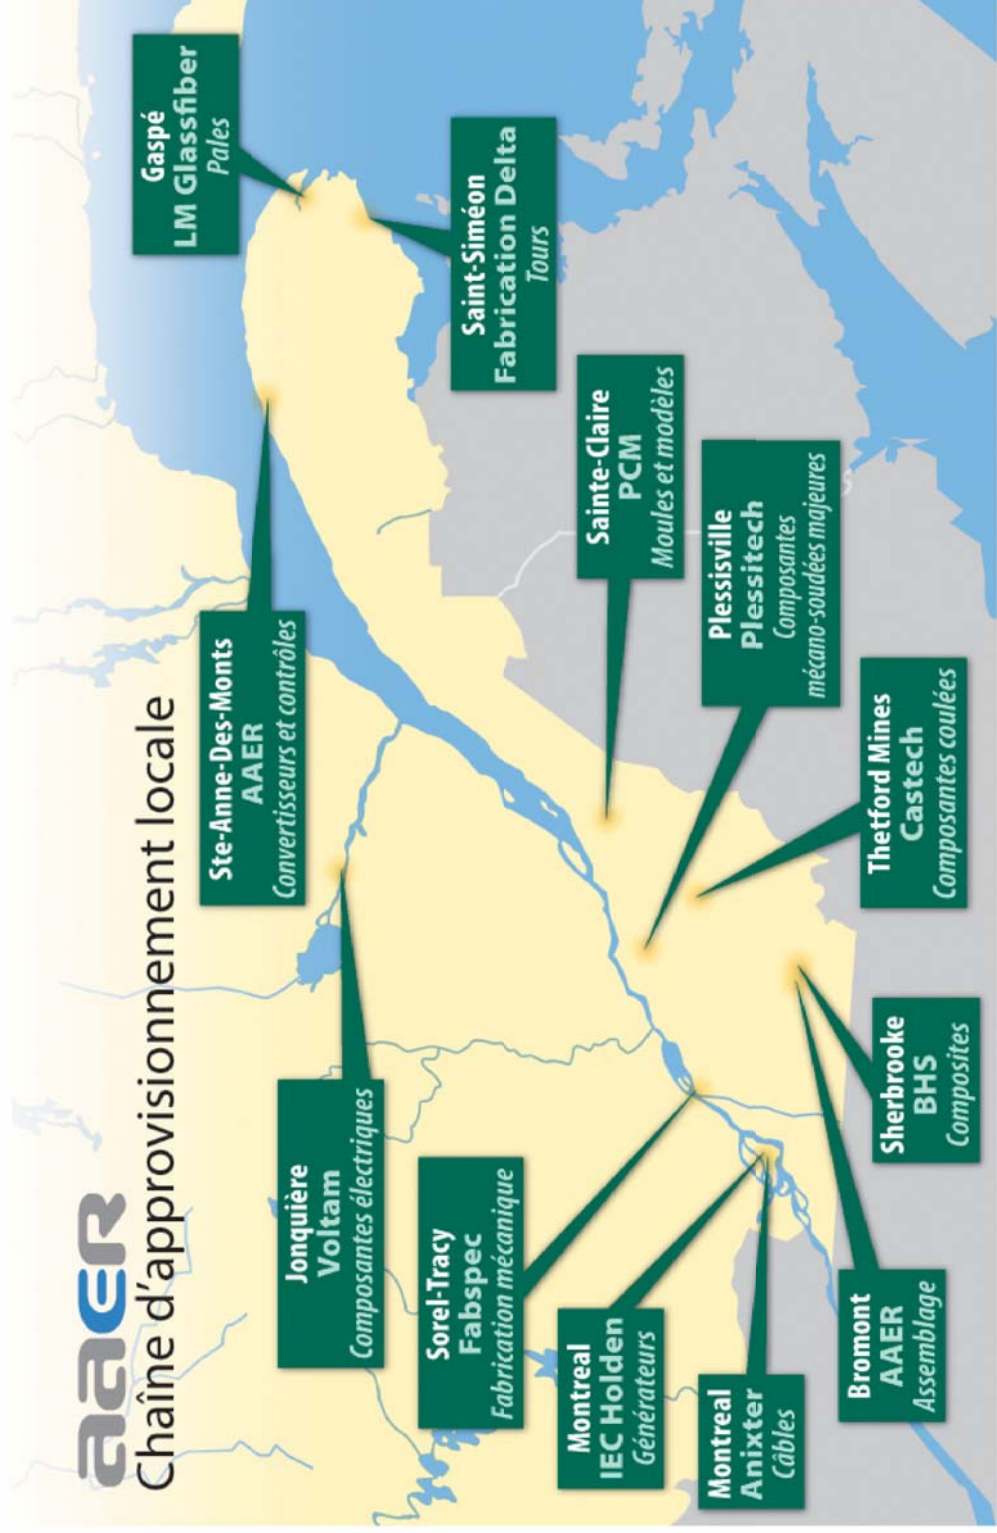 aaer
Chaîne d'approvisionnement locale
Gaspé
LM Glassfiber
Pales
Ste-Anne-Des-Monts
AAER
Convertisseurs et contrôles
Saint-Siméon
Fabrication Delta
Tours
Jonquière
Voltam
Composantes électriques
Sainte-Claire
PCM
Moules et modèles
Sorel-Tracy
Fabspec
Fabrication mécanique
Plessisville
Plessitech
Composantes
mécano-soudées majeures
Montreal
IEC Holden
Générateurs
Thetford Mines
Castech
Composantes coulées
Montreal
Anixter
Câbles
Sherbrooke
BHS
Composites
Bromont
AAER
Assemblage